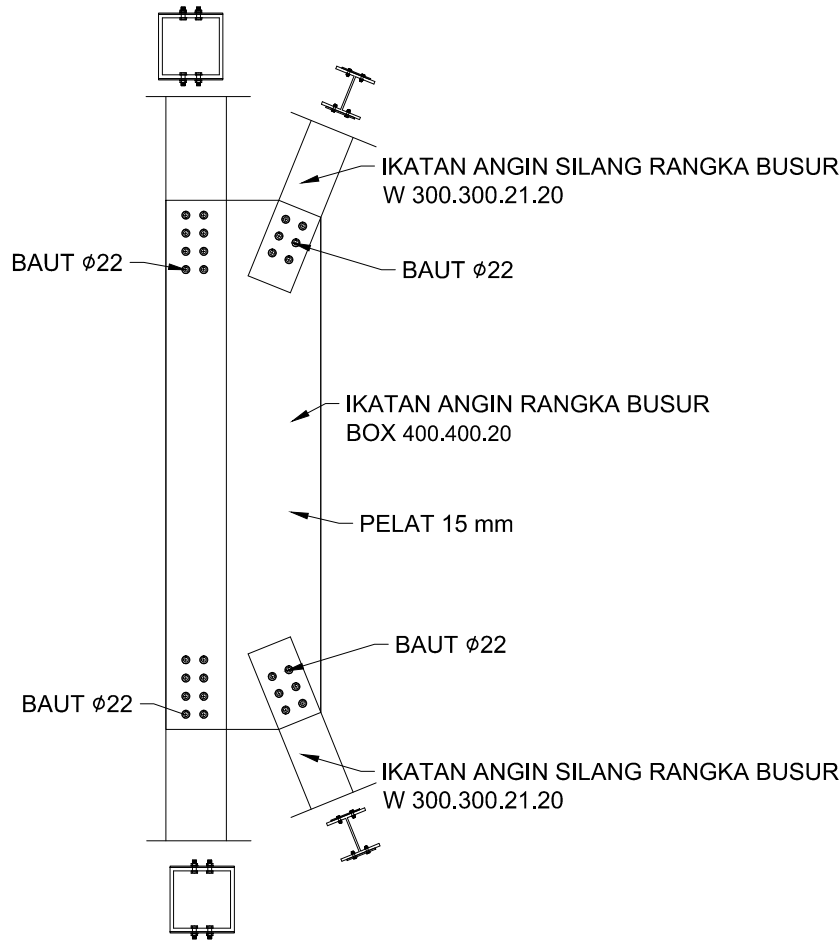 IKATAN ANGIN SILANG RANGKA BUSUR
W 300.300.21.20
BAUT ϕ22
BAUT ϕ22
IKATAN ANGIN RANGKA BUSUR
BOX 400.400.20
PELAT 15 mm
BAUT ϕ22
BAUT ϕ22
IKATAN ANGIN SILANG RANGKA BUSUR
W 300.300.21.20